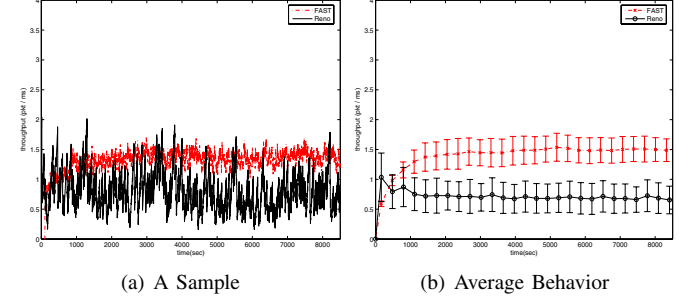 4
3.5
3
2.5
2
1.5
1
0.5
0
0 1000 2000 3000 4000 5000 6000 7000 8000
throughput (pkt / ms)
time(sec)
FAST
Reno
(a) A Sample
4
3.5
3
2.5
2
1.5
1
0.5
0
0 1000 2000 3000 4000 5000 6000 7000 8000
throughput (pkt / ms)
time(sec)
FAST
Reno
(b) Average Behavior